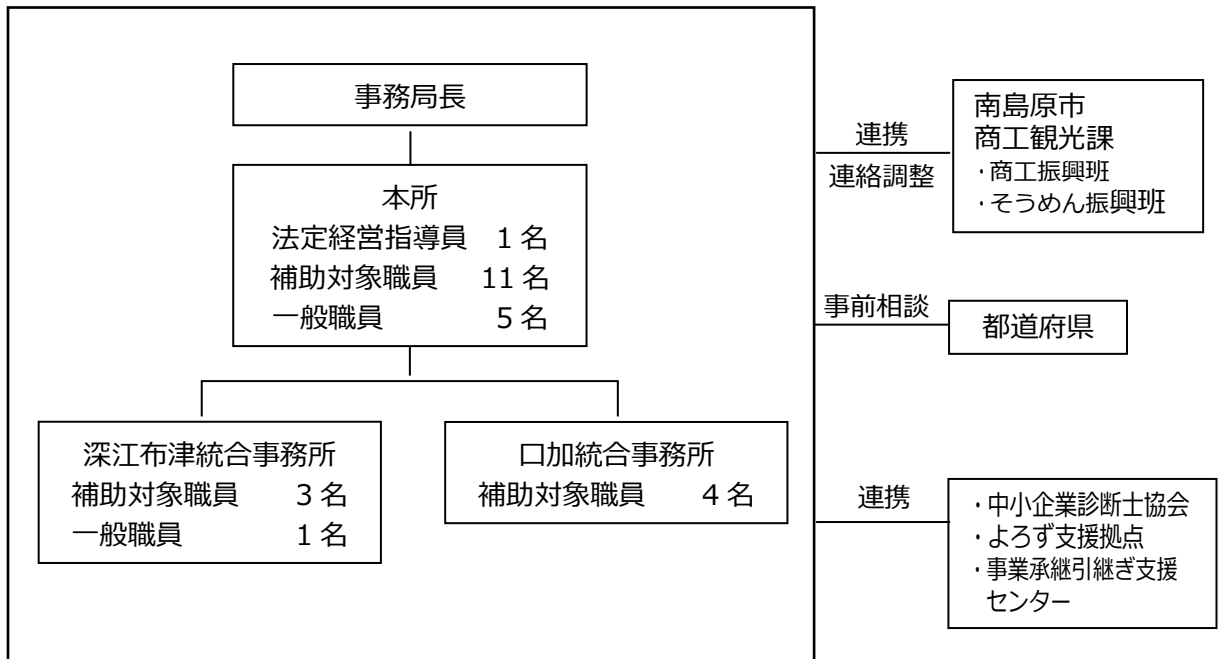 事務局長
本所
法定経営指導員 1名
補助対象職員 11名
一般職員 5名
深江布津統合事務所
補助対象職員 3名
一般職員 1名
口加統合事務所
補助対象職員 4名
連携
連絡調整
南島原市
商工観光課
・商工振興班
・そうめん振興班
事前相談
都道府県
連携
・中小企業診断士協会
・よろず支援拠点
・事業承継引継ぎ支援
センター